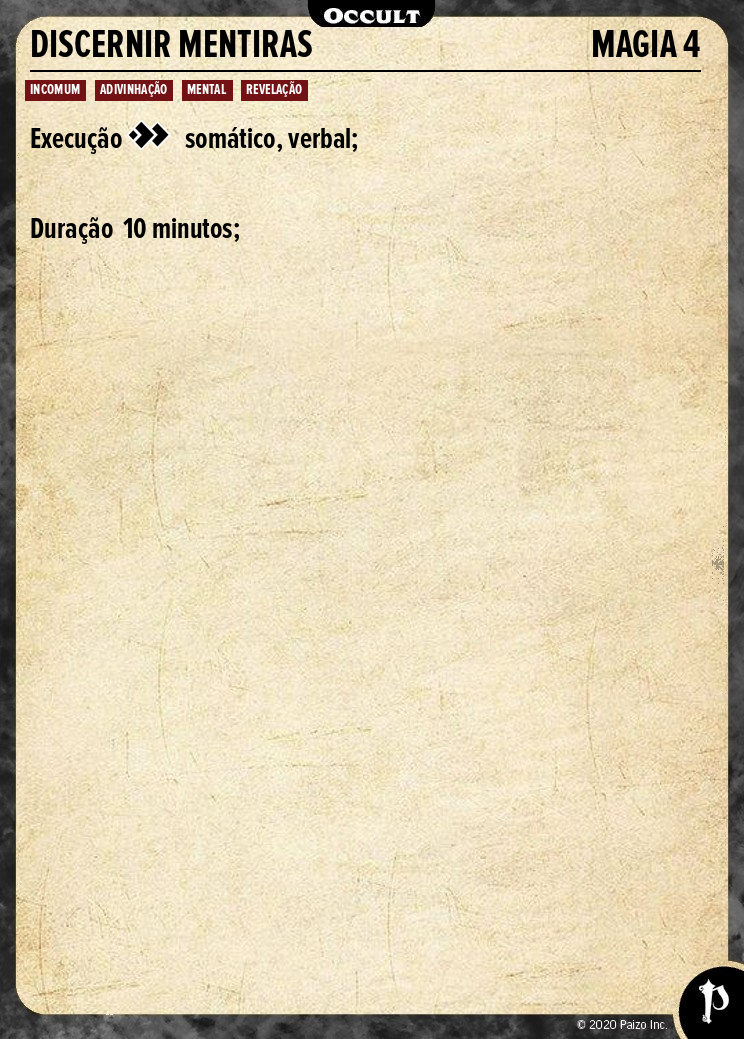 OCCULT
DISCERNIR MENTIRAS MAGIA 4
INCOMUM ADIVINHAÇÃO MENTAL REVELAÇÃO
Execução somático, verbal;
Duração 10 minutos;
© 2020 Paizo Inc.
P